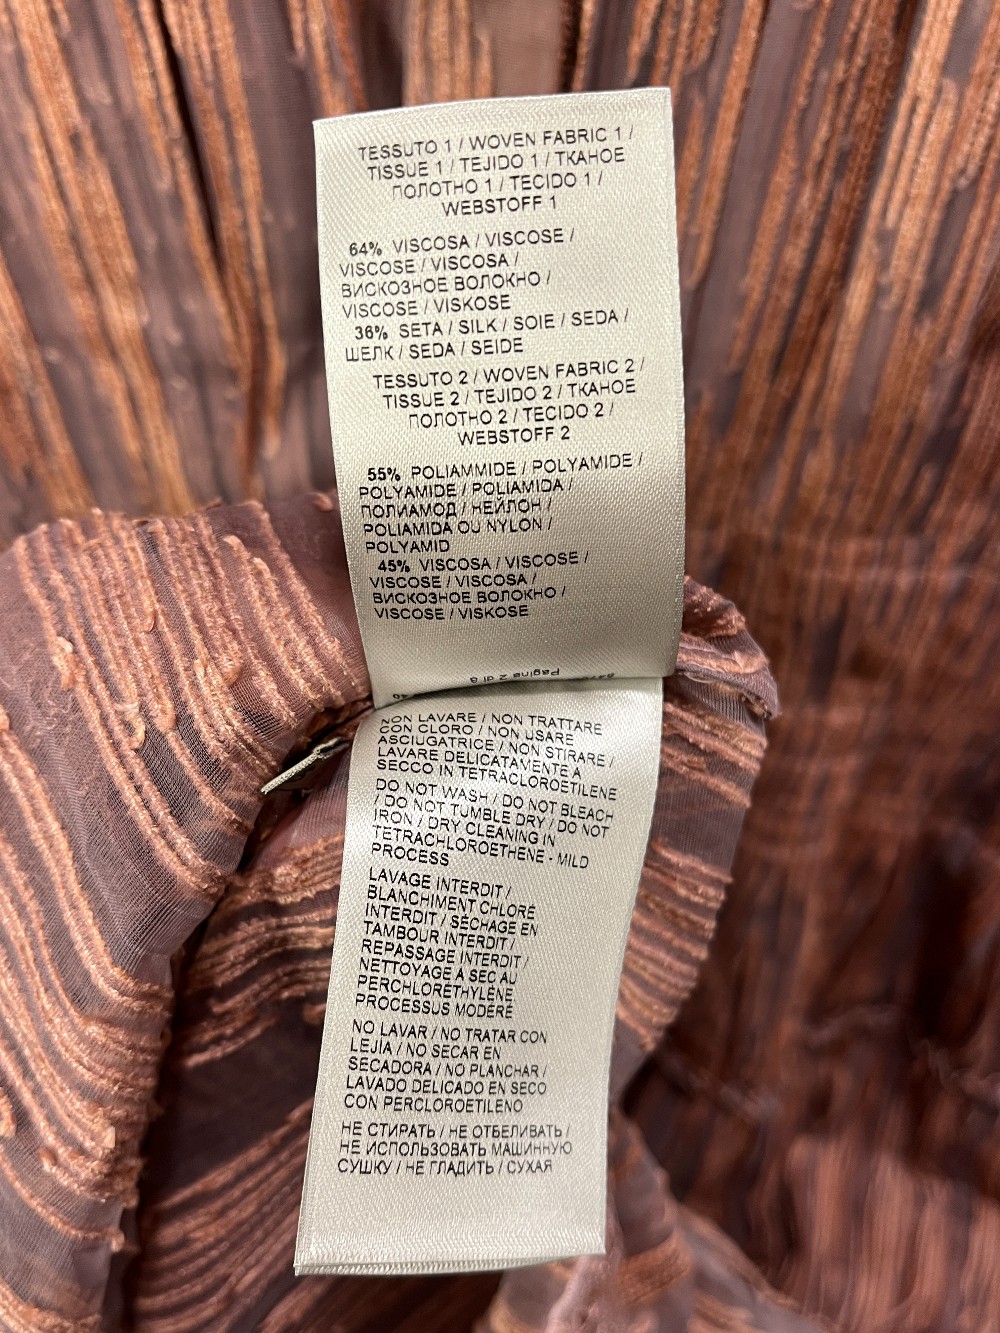 TESSUTO 1 / WOVEN FABRIC 1 /
TISSUE 1 / TEJIDO 1 / ТКАНОЕ
ПОЛОТНО 1 / TECIDO 1 /
WEBSTOFF 1
64% VISCOSA / VISCOSE /
VISCOSE / VISCOSA /
ВИСКОЗНОЕ ВОЛОКНО /
VISCOSE / VISKOSE
36% SETA / SILK / SOIE / SEDA /
ШЕЛК / SEDA / SEIDE
TESSUTO 2 / WOVEN FABRIC 2 /
TISSUE 2 / TEJIDO 2 / ТКАНОЕ
ПОЛОТНО 2 / TECIDO 2 /
WEBSTOFF 2
55% POLIAMMIDE / POLYAMIDE /
POLYAMIDE / POLIAMIDA /
ПОЛИАМОД / НЕЙЛОН /
POLIAMIDA OU NYLON /
POLYAMID
45% VISCOSA / VISCOSE /
VISCOSE / VISCOSA /
ВИСКОЗНОЕ ВОЛОКНО /
VISCOSE / VISKOSE
Pagina 2 di 8
NON LAVARE / NON TRATTARE
CON CLORO / NON USARE
ASCIUGATRICE / NON STIRARE /
LAVARE DELICATAMENTE A
SECCO IN TETRACLOROETILENE
DO NOT WASH / DO NOT BLEACH
/ DO NOT TUMBLE DRY / DO NOT
IRON / DRY CLEANING IN
TETRACHLOROETHENE - MILD
PROCESS
LAVAGE INTERDIT /
BLANCHIMENT CHLORÉ
INTERDIT / SÉCHAGE EN
TAMBOUR INTERDIT /
REPASSAGE INTERDIT /
NETTOYAGE À SEC AU
PERCHLORÉTHYLÈNE
PROCESSUS MODÉRÉ
NO LAVAR / NO TRATAR CON
LEJÍA / NO SECAR EN
SECADORA / NO PLANCHAR /
LAVADO DELICADO EN SECO
CON PERCLOROETILENO
НЕ СТИРАТЬ / НЕ ОТБЕЛИВАТЬ /
НЕ ИСПОЛЬЗОВАТЬ МАШИННУЮ
СУШКУ / НЕ ГЛАДИТЬ / СУХАЯ